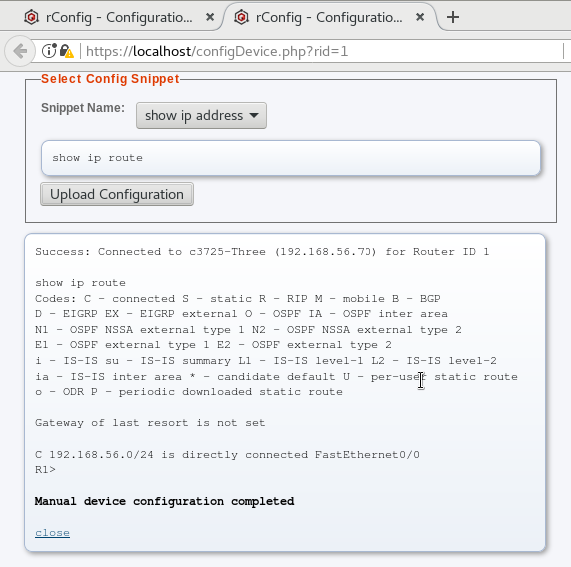 rConfig - Configuratio...
rConfig - Configuratio...
https://localhost/configDevice.php?rid=1
Select Config Snippet
Snippet Name:
show ip address
show ip route
Upload Configuration
Success: Connected to c3725-Three (192.168.56.70) for Router ID 1
show ip route
Codes: C - connected S - static R - RIP M - mobile B - BGP
D - EIGRP EX - EIGRP external O - OSPF IA - OSPF inter area
N1 - OSPF NSSA external type 1 N2 - OSPF NSSA external type 2
E1 - OSPF external type 1 E2 - OSPF external type 2
i - IS-IS su - IS-IS summary L1 - IS-IS level-1 L2 - IS-IS level-2
ia - IS-IS inter area * - candidate default U - per-user static route
o - ODR P - periodic downloaded static route
Gateway of last resort is not set
C 192.168.56.0/24 is directly connected FastEthernet0/0
R1>
Manual device configuration completed
close